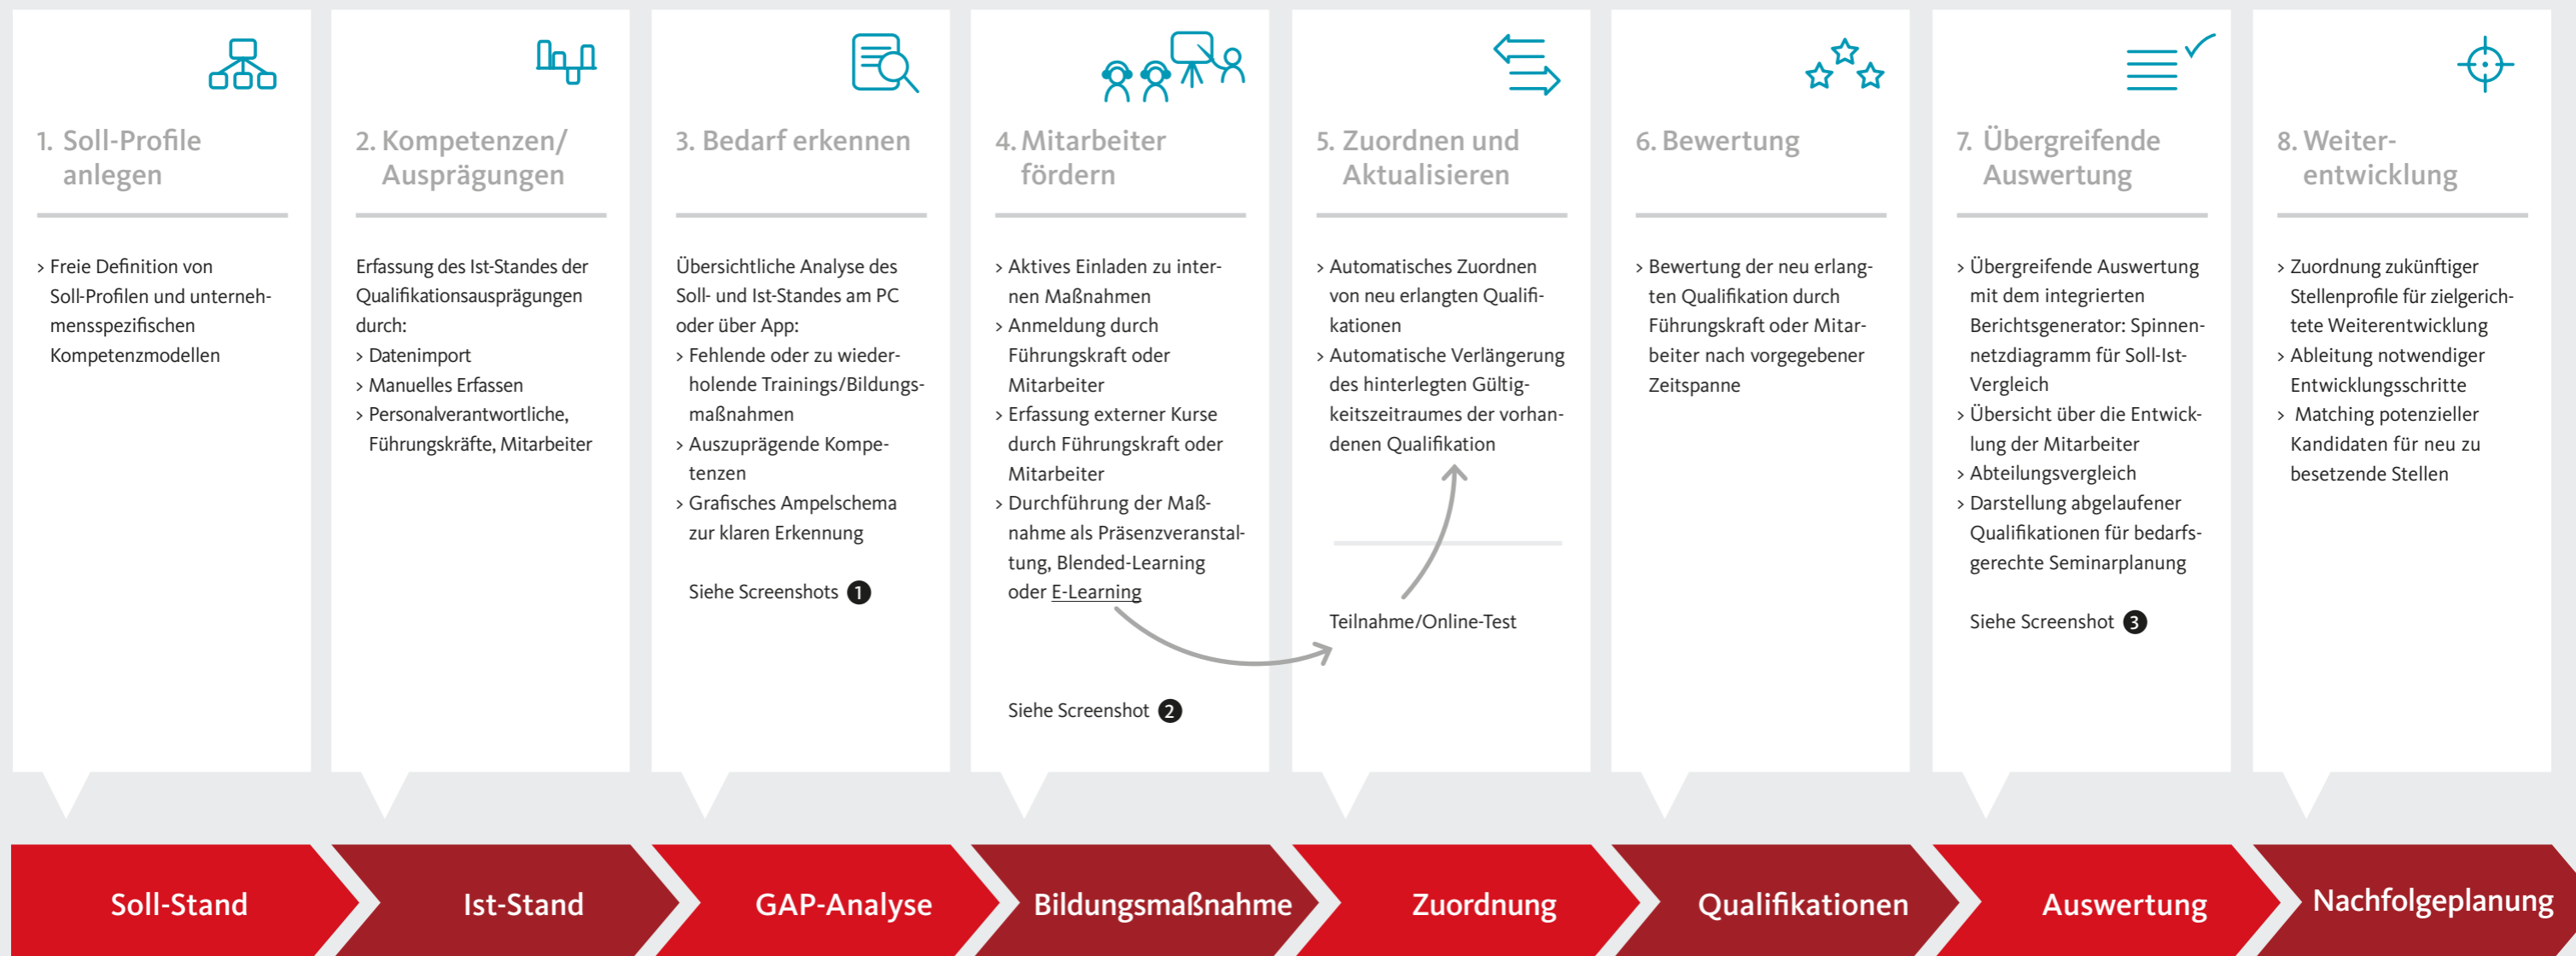 1. Soll-Profile
anlegen
> Freie Definition von
Soll-Profilen und unterneh-
mensspezifischen
Kompetenzmodellen
2. Kompetenzen/
Ausprägungen
Erfassung des Ist-Standes der
Qualifikationsausprägungen
durch:
> Datenimport
> Manuelles Erfassen
> Personalverantwortliche,
Führungskräfte, Mitarbeiter
3. Bedarf erkennen
Übersichtliche Analyse des
Soll- und Ist-Standes am PC
oder über App:
> Fehlende oder zu wieder-
holende Trainings/Bildungs-
maßnahmen
> Auszuprägende Kompe-
tenzen
> Grafisches Ampelschema
zur klaren Erkennung
Siehe Screenshots 1
4. Mitarbeiter
fördern
> Aktives Einladen zu inter-
nen Maßnahmen
> Anmeldung durch
Führungskraft oder
Mitarbeiter
> Erfassung externer Kurse
durch Führungskraft oder
Mitarbeiter
> Durchführung der Maß-
nahme als Präsenzveranstal-
tung, Blended-Learning
oder E-Learning
Siehe Screenshot 2
5. Zuordnen und
Aktualisieren
> Automatisches Zuordnen
von neu erlangten Qualifi-
kationen
> Automatische Verlängerung
des hinterlegten Gültig-
keitszeitraumes der vorhan-
denen Qualifikation
Teilnahme/Online-Test
6. Bewertung
> Bewertung der neu erlang-
ten Qualifikation durch
Führungskraft oder Mitar-
beiter nach vorgegebener
Zeitspanne
7. Übergreifende
Auswertung
> Übergreifende Auswertung
mit dem integrierten
Berichtsgenerator: Spinnen-
netzdiagramm für Soll-Ist-
Vergleich
> Übersicht über die Entwick-
lung der Mitarbeiter
> Abteilungsvergleich
> Darstellung abgelaufener
Qualifikationen für bedarfs-
gerechte Seminarplanung
Siehe Screenshot 3
8. Weiter-
entwicklung
> Zuordnung zukünftiger
Stellenprofile für zielgerich-
tete Weiterentwicklung
> Ableitung notwendiger
Entwicklungsschritte
> Matching potenzieller
Kandidaten für neu zu
besetzende Stellen
Soll-Stand
Ist-Stand
GAP-Analyse
Bildungsmaßnahme
Zuordnung
Qualifikationen
Auswertung
Nachfolgeplanung